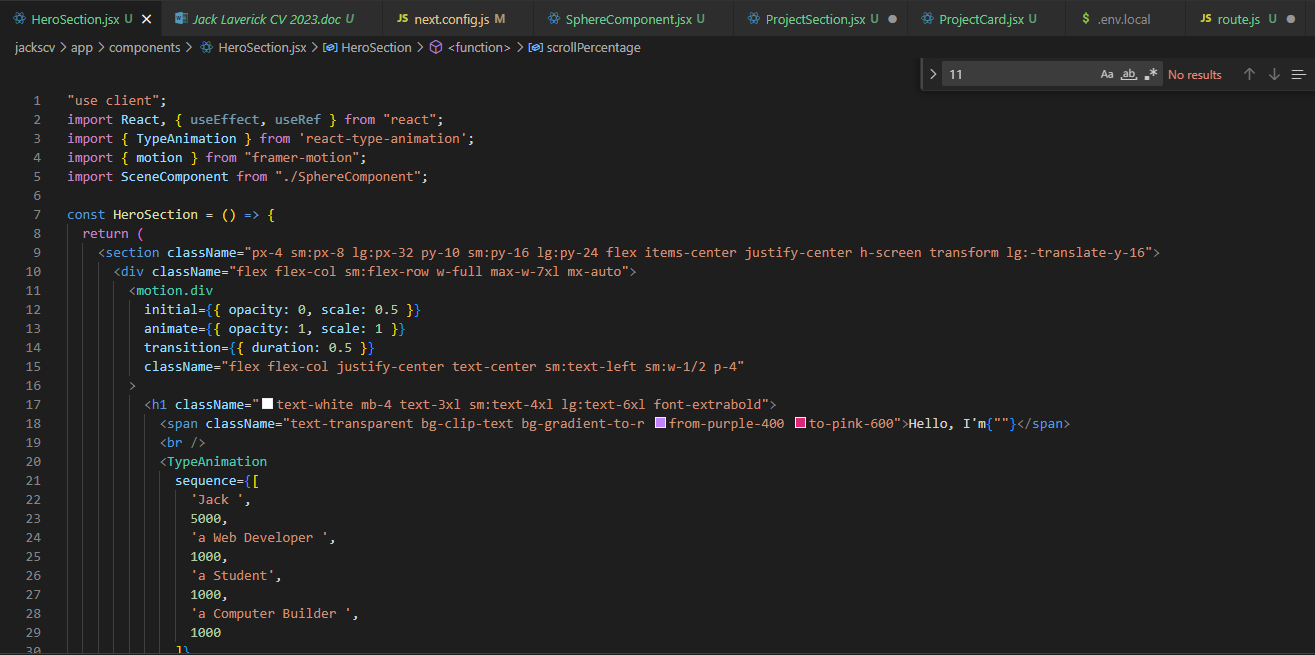 HeroSection.jsx U Jack Laverick CV 2023.doc U JS next.config.js M SphereComponent.jsx U ProjectSection.jsx U ProjectCard.jsx U $ .env.local JS route.js U
jackscv > app > components > HeroSection.jsx > HeroSection > <function> > scrollPercentage
> 11 Aa ab .* No results
1 "use client";
2 import React, { useEffect, useRef } from "react";
3 import { TypeAnimation } from 'react-type-animation';
4 import { motion } from "framer-motion";
5 import SceneComponent from "./SphereComponent";
6
7 const HeroSection = () => {
8 return (
9 <section className="px-4 sm:px-8 lg:px-32 py-10 sm:py-16 lg:py-24 flex items-center justify-center h-screen transform lg:-translate-y-16">
10 <div className="flex flex-col sm:flex-row w-full max-w-7xl mx-auto">
11 <motion.div
12 initial={{ opacity: 0, scale: 0.5 }}
13 animate={{ opacity: 1, scale: 1 }}
14 transition={{ duration: 0.5 }}
15 className="flex flex-col justify-center text-center sm:text-left sm:w-1/2 p-4"
16 >
17 <h1 className="text-white mb-4 text-3xl sm:text-4xl lg:text-6xl font-extrabold">
18 <span className="text-transparent bg-clip-text bg-gradient-to-r from-purple-400 to-pink-600">Hello, I'm{""}</span>
19 <br />
20 <TypeAnimation
21 sequence={[
22 'Jack ',
23 5000,
24 'a Web Developer ',
25 1000,
26 'a Student',
27 1000,
28 'a Computer Builder ',
29 1000
30 ]}